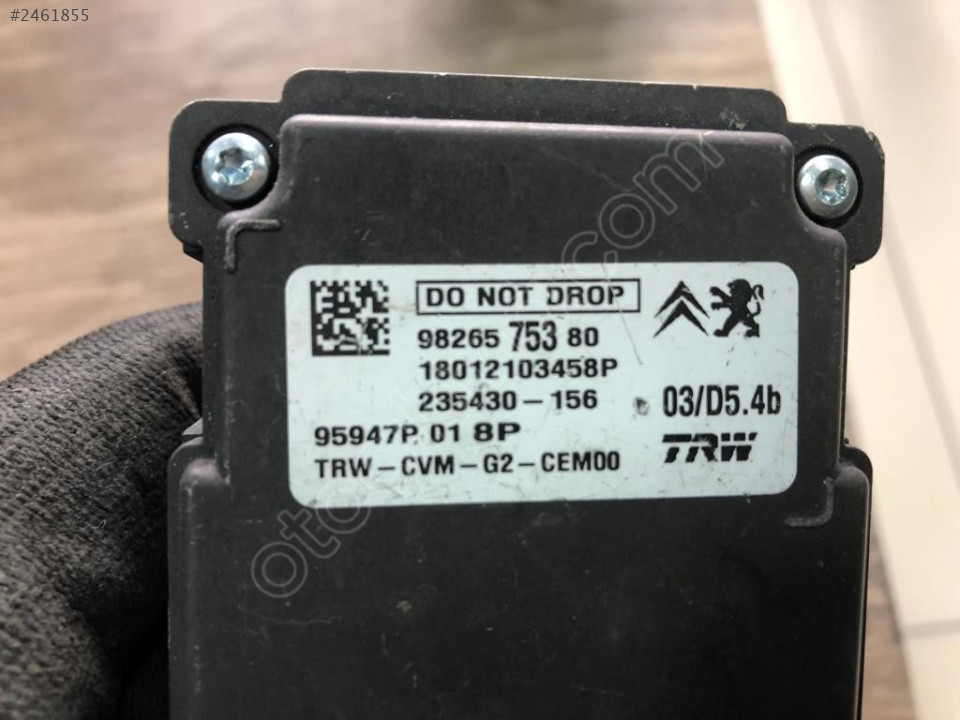 #2461855
DO NOT DROP
98265 753 80
18012103458P
235430-156
03/D5.4b
95947P 01 8P
TRW
TRW-CVM-G2-CEM00